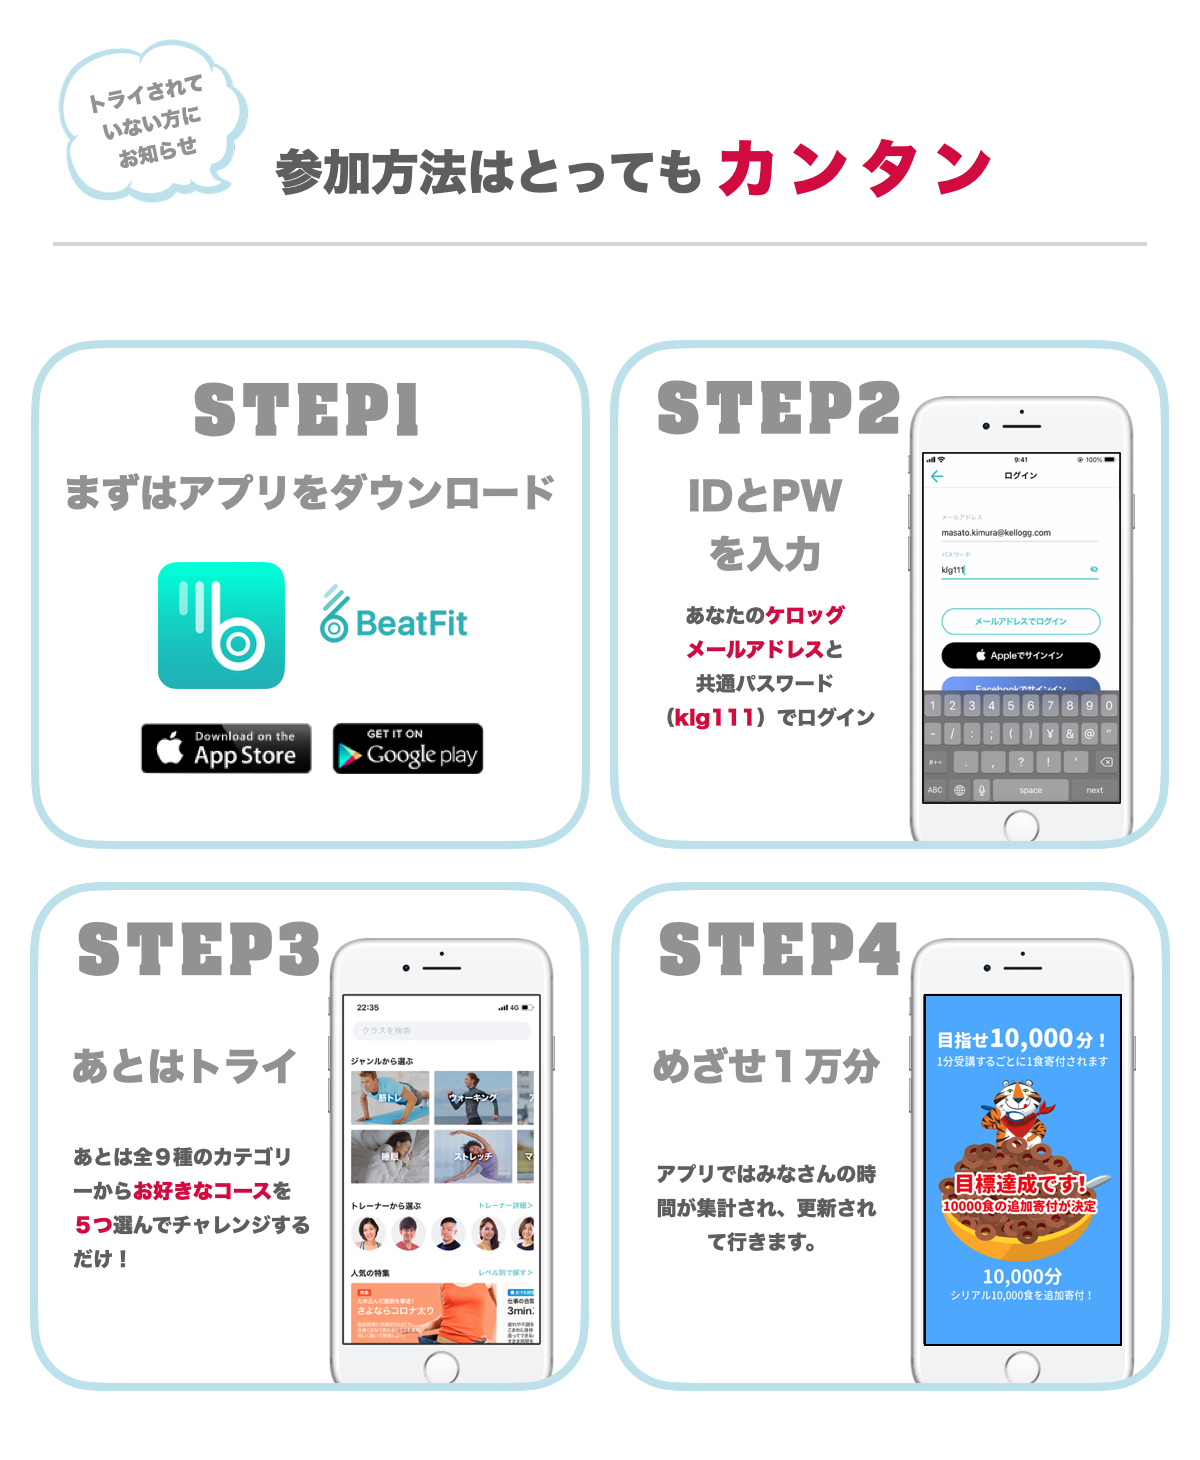 トライされて
いない方に
お知らせ
参加方法はとっても カンタン
STEP1
まずはアプリをダウンロード
BeatFit
Download on the
App Store
GET IT ON
Google play
STEP2
IDとPW
を入力
あなたのケロッグ
メールアドレスと
共通パスワード
（klg111）でログイン
9:41
100%
ログイン
メールアドレス
masato.kimura@kellogg.com
パスワード
klg111
メールアドレスでログイン
Appleでサインイン
Facebookでサインイン
1 2 3 4 5 6 7 8 9 0
- / : ; ( ) ¥ & @ "
#+= . , ? ! '
ABC space next
STEP3
あとはトライ
あとは全９種のカテゴリ
ーからお好きなコースを
５つ選んでチャレンジする
だけ！
22:35
4G
クラスを検索
ジャンルから選ぶ
筋トレ
ウォーキング
睡眠
ストレッチ
マ
トレーナーから選ぶ
トレーナー詳細>
人気の特集
レベル別で探す>
特集
ため込んだ脂肪を撃退!
さよならコロナ太り
仕事の合間
3min.
STEP4
めざせ１万分
アプリではみなさんの時
間が集計され、更新され
て行きます。
目指せ10,000分！
1分受講するごとに1食寄付されます
目標達成です!
10000食の追加寄付が決定
10,000分
シリアル10,000食を追加寄付！